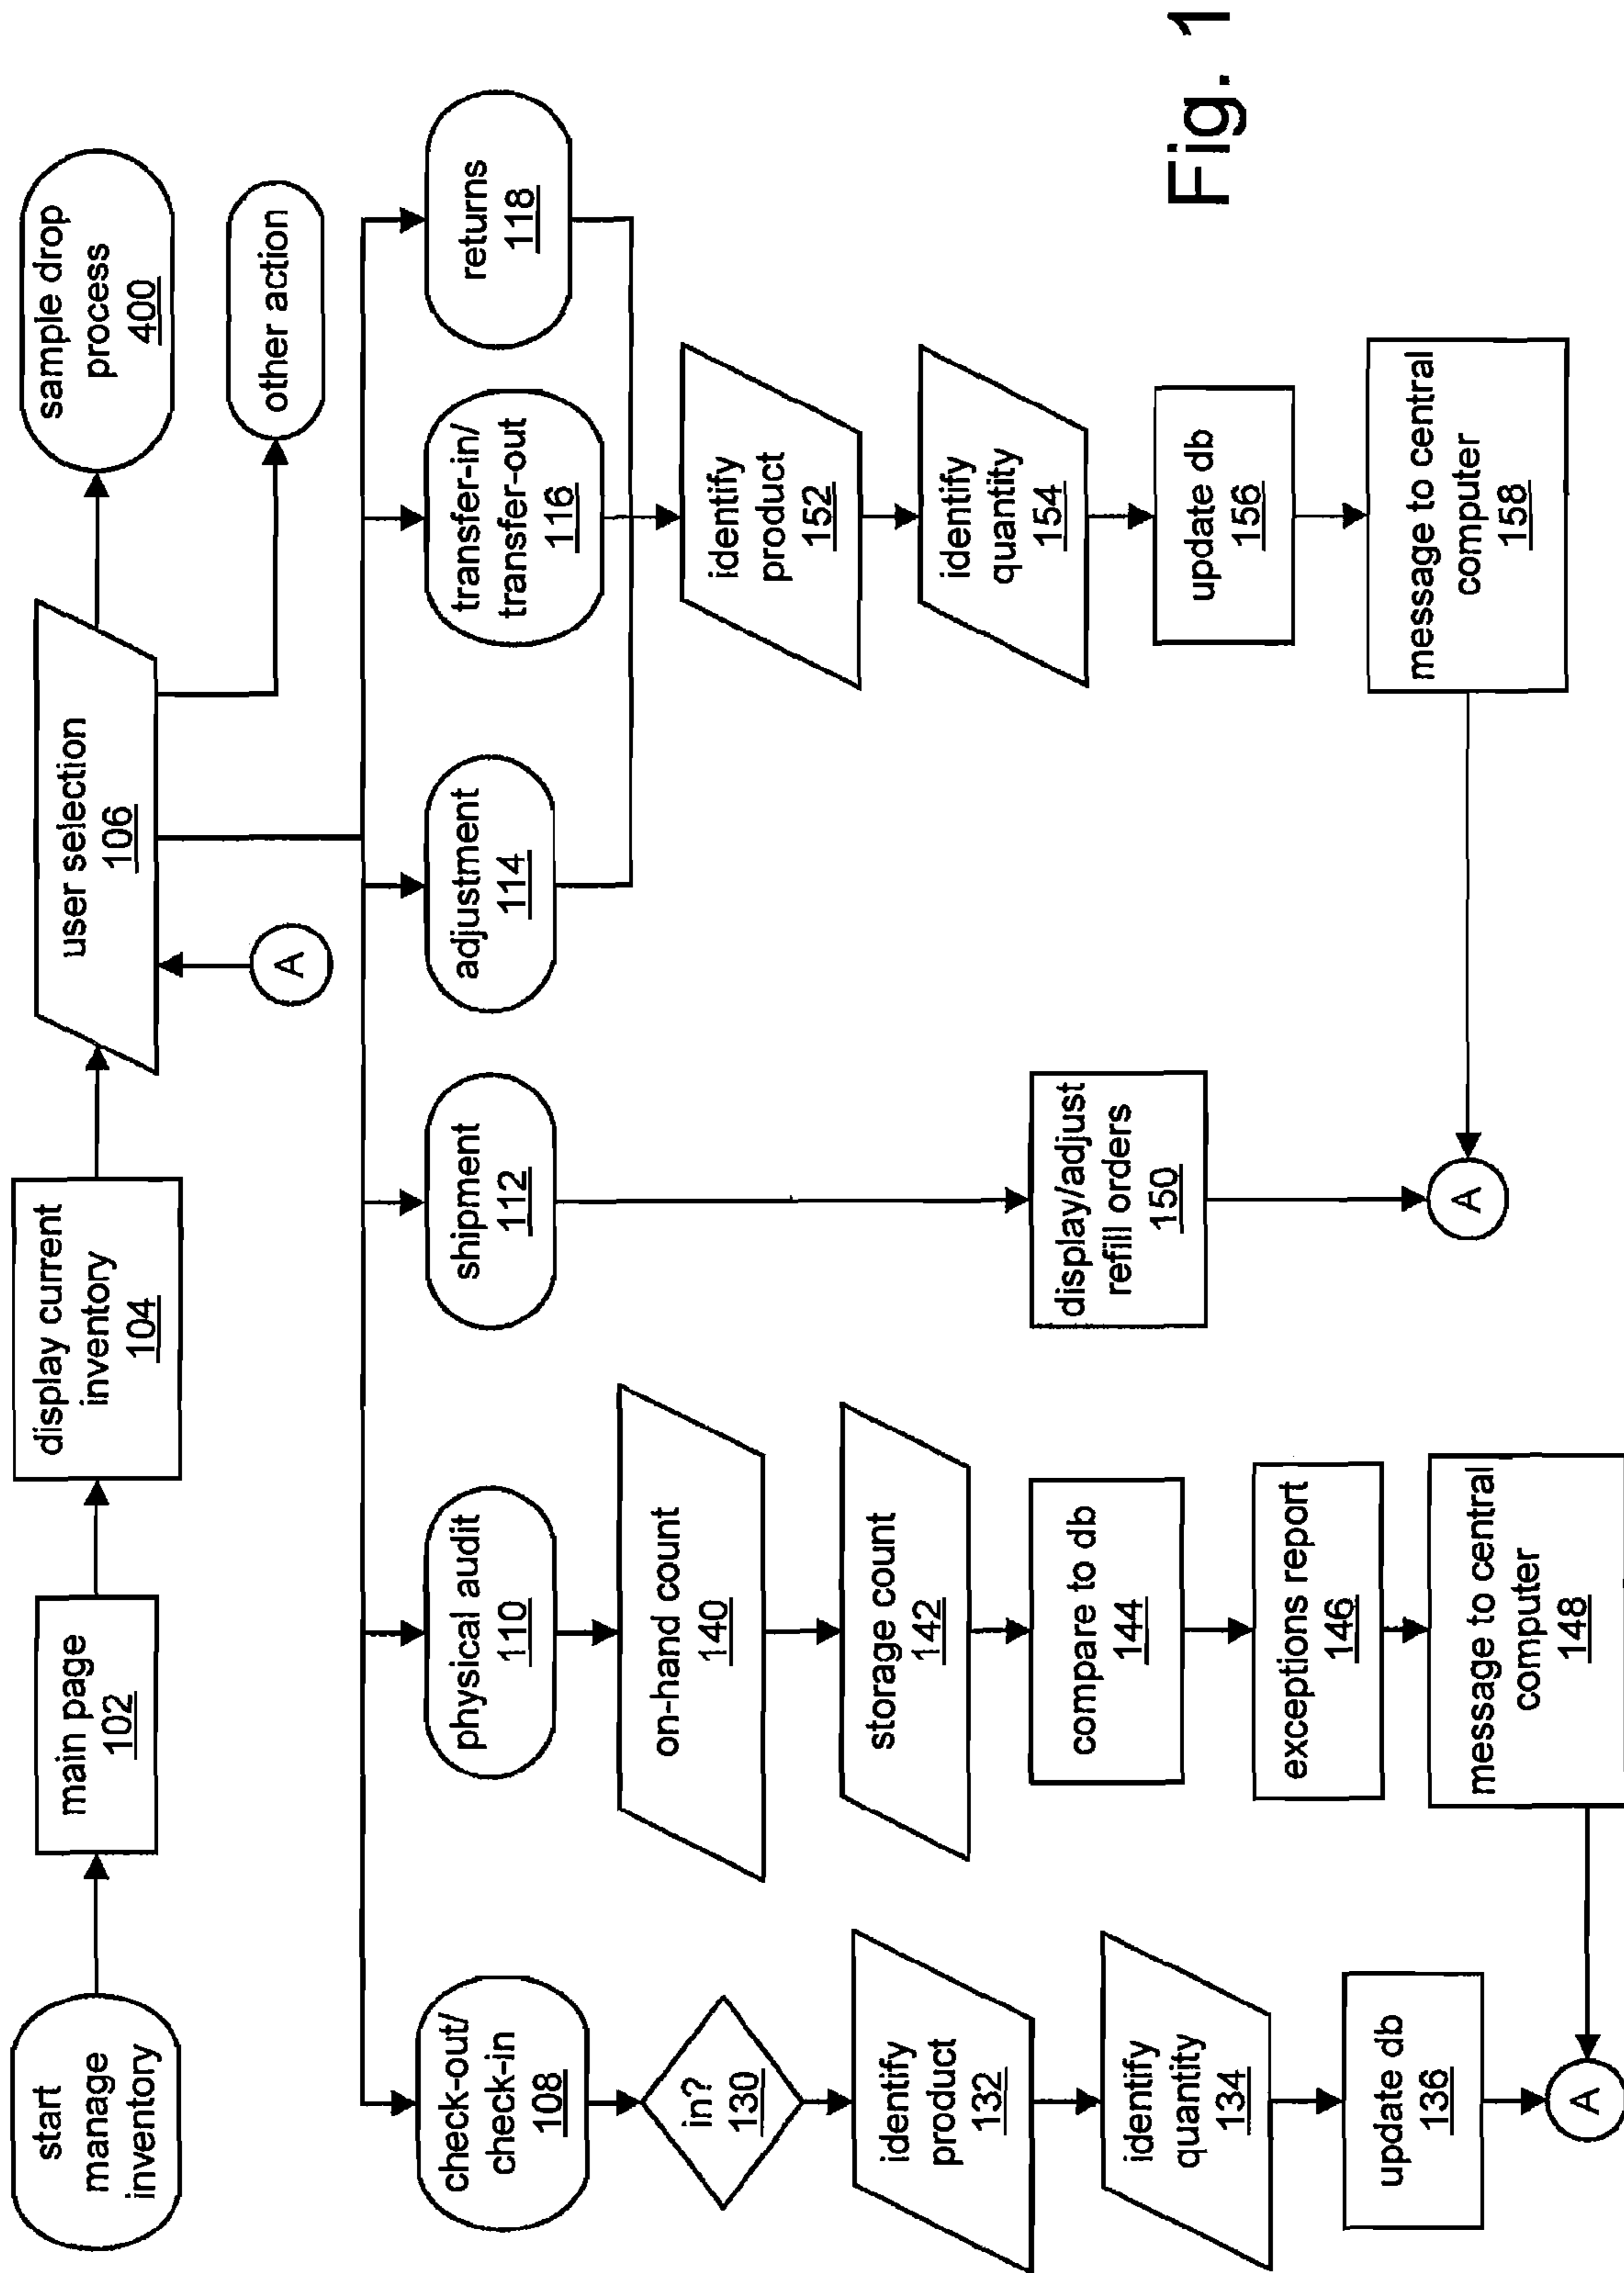 start
manage
inventory
main page
102
display current
inventory
104
user selection
106
sample drop
process
400
other action
A
check-out/
check-in
108
physical audit
110
shipment
112
adjustment
114
transfer-in/
transfer-out
116
returns
118
in?
130
identify
product
132
identify
quantity
134
update db
136
A
on-hand count
140
storage count
142
compare to db
144
exceptions report
146
message to central
computer
148
display/adjust
refill orders
150
A
identify
product
152
identify
quantity
154
update db
156
message to central
computer
158
Fig. 1